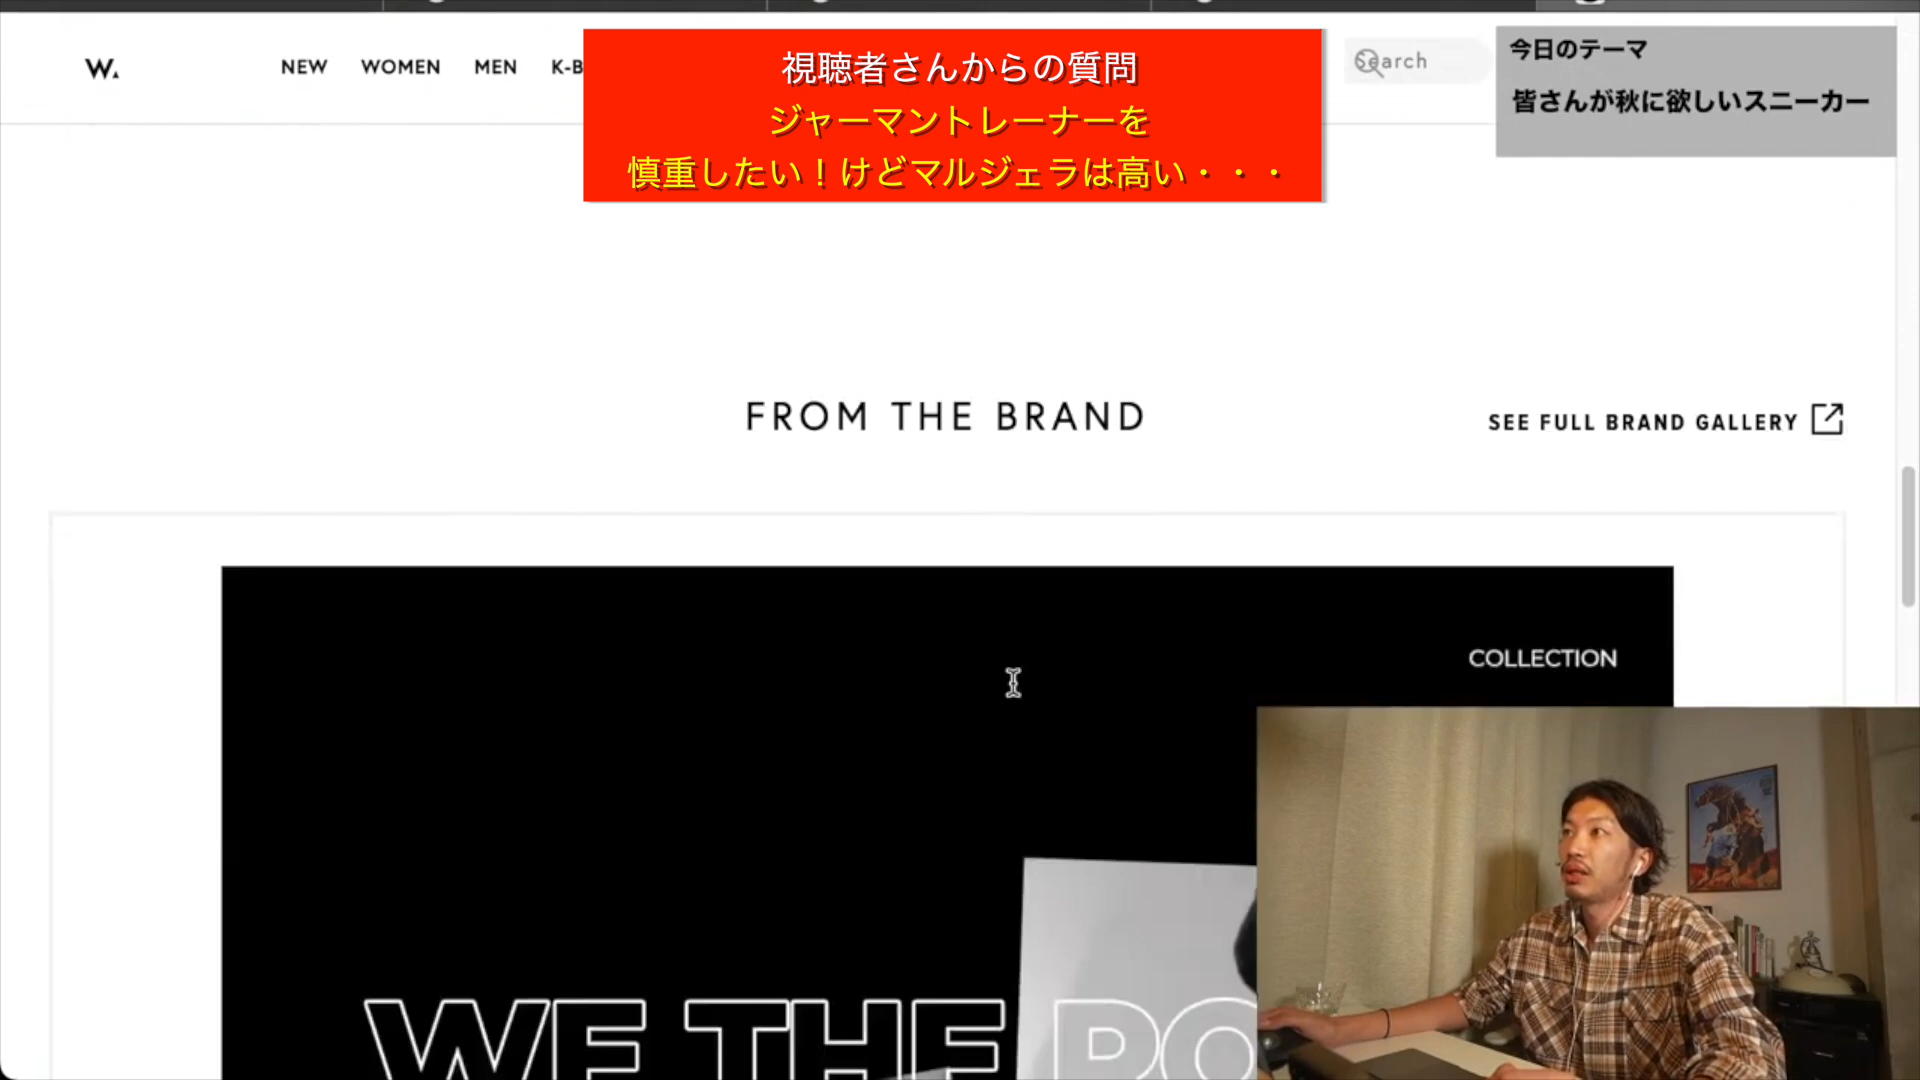 W.
NEW WOMEN MEN K-B
視聴者さんからの質問
ジャーマントレーナーを
慎重したい！けどマルジェラは高い・・・
Search
今日のテーマ
皆さんが秋に欲しいスニーカー
FROM THE BRAND
SEE FULL BRAND GALLERY
COLLECTION
WE THE PO